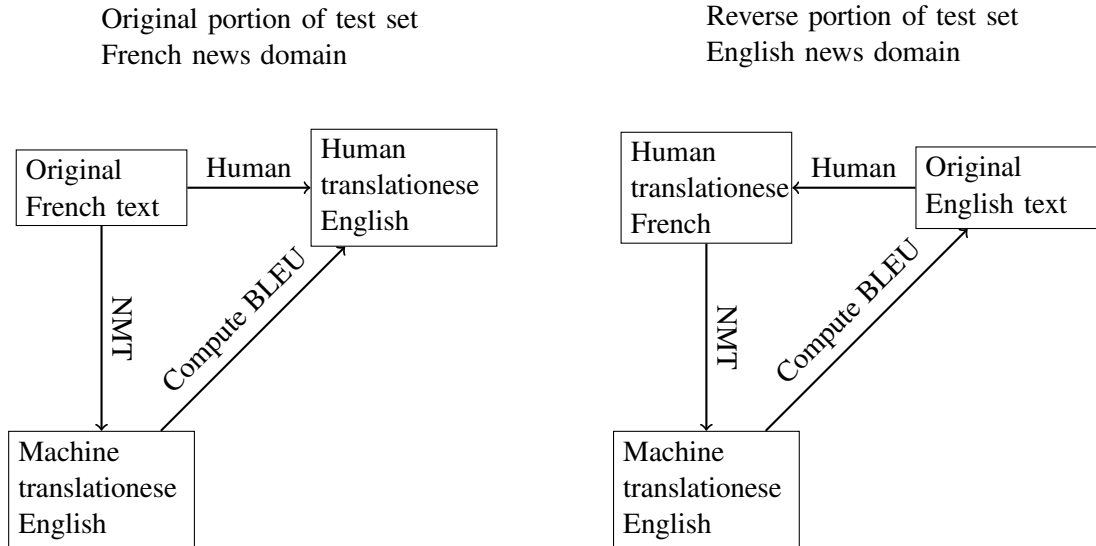 Original portion of test set
French news domain
Original
French text
Human
Human
translationese
English
NMT
Compute BLEU
Machine
translationese
English
Reverse portion of test set
English news domain
Human
translationese
French
Human
Original
English text
NMT
Compute BLEU
Machine
translationese
English